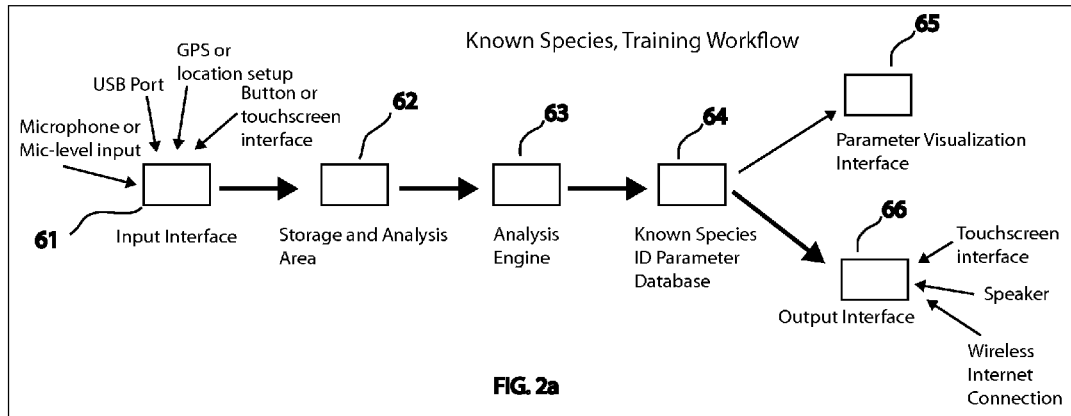 Known Species, Training Workflow
GPS or
location setup
USB Port
Button or
touchscreen
interface
Microphone or
Mic-level input
61
Input Interface
62
Storage and Analysis
Area
63
Analysis
Engine
64
Known Species
ID Parameter
Database
65
Parameter Visualization
Interface
66
Touchscreen
interface
Speaker
Output Interface
Wireless
Internet
Connection
FIG. 2a